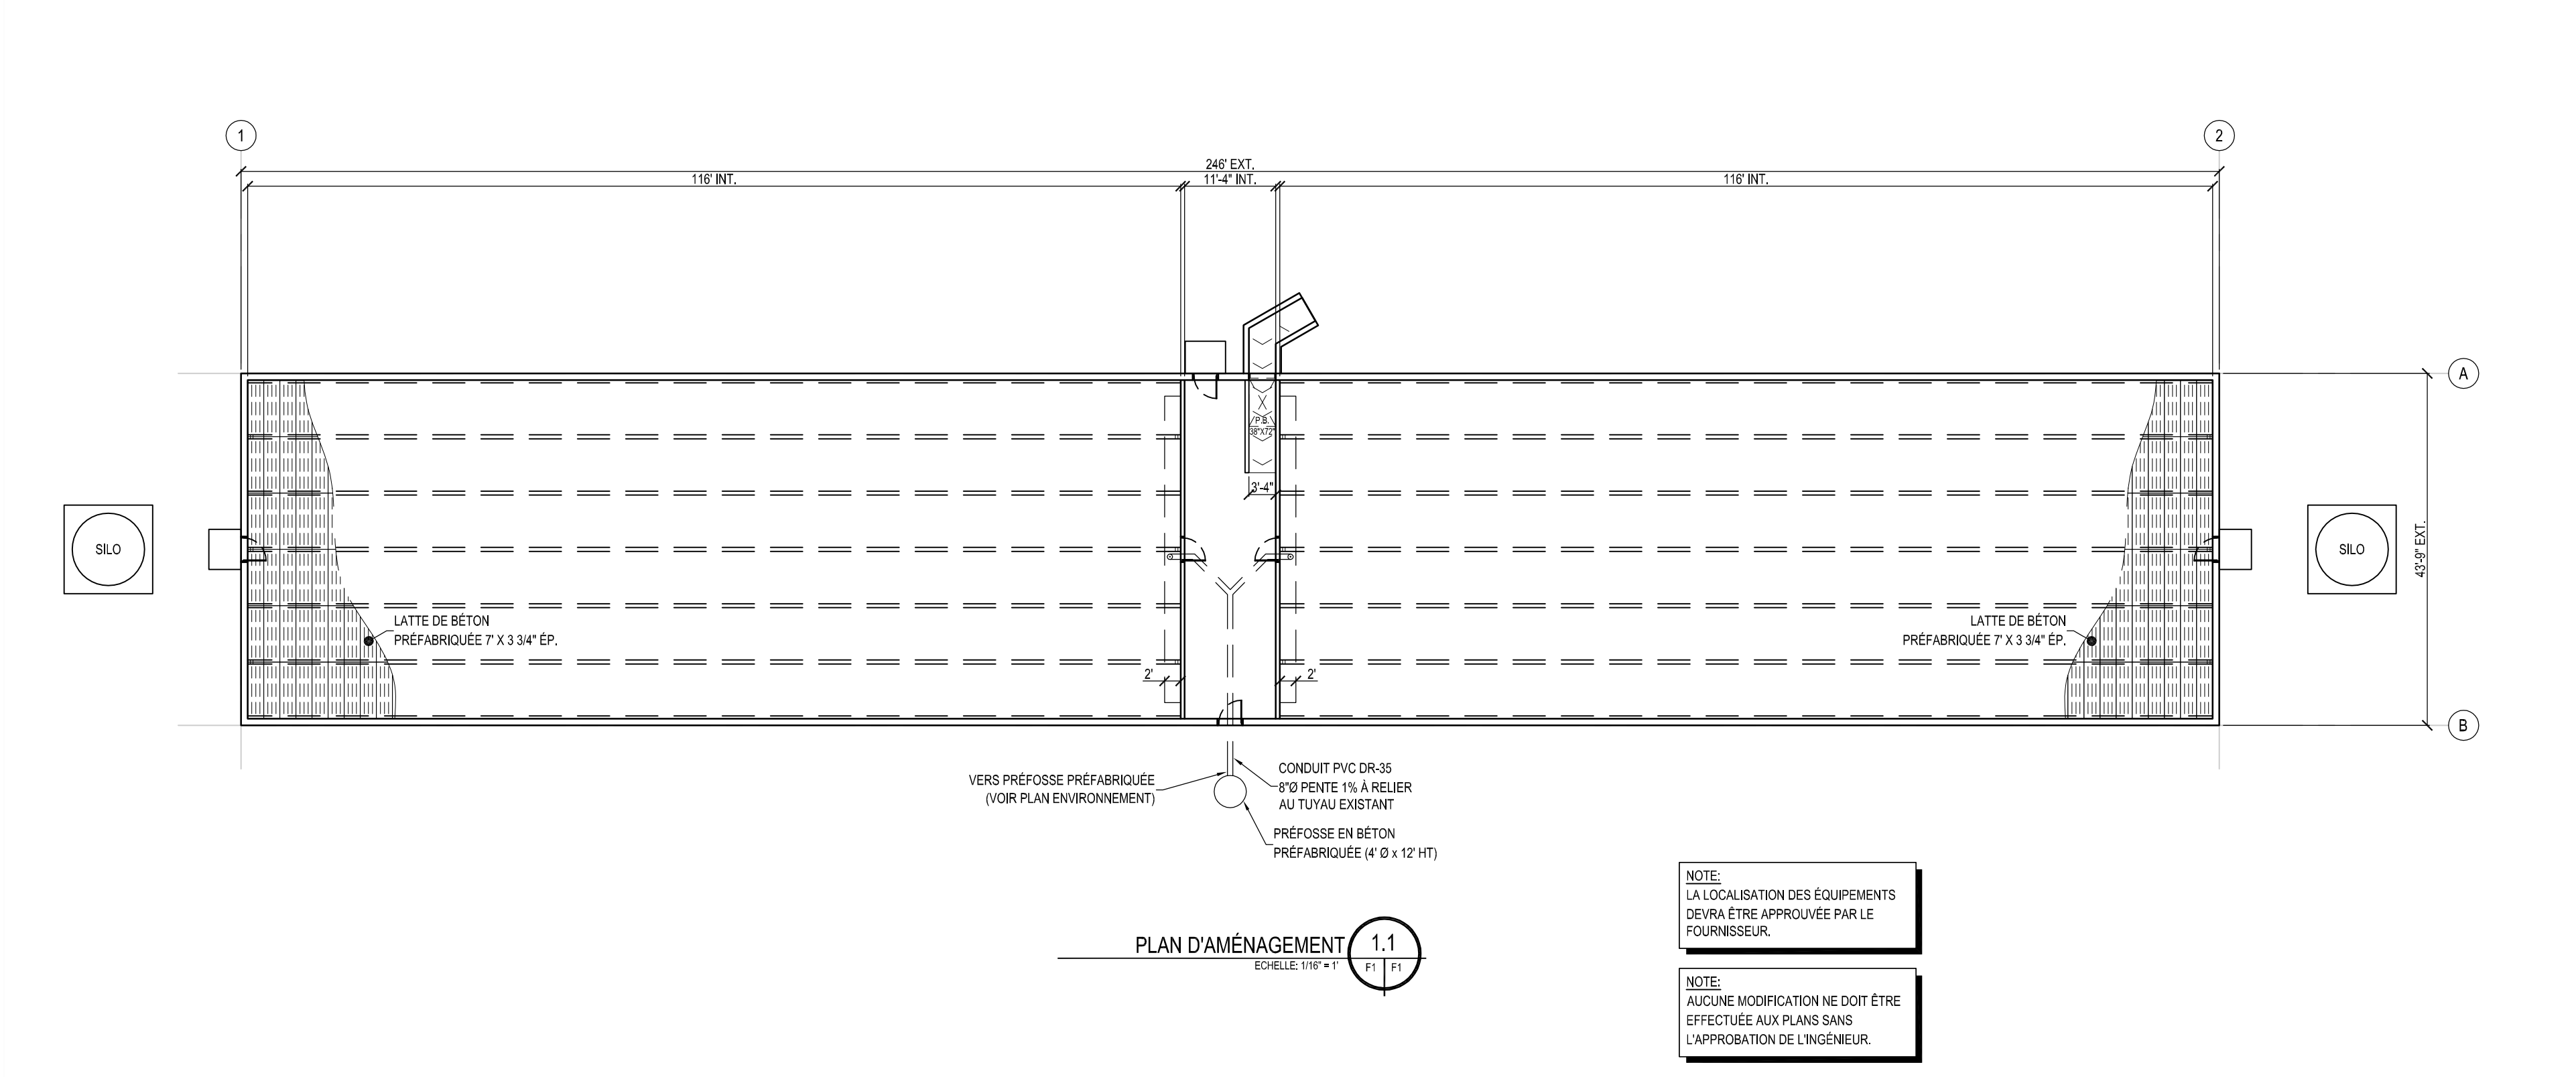 1
2
246' EXT.
116' INT.
11'-4" INT.
116' INT.
A
P.B.
38"X72"
3'-4"
SILO
SILO
43'-9" EXT.
LATTE DE BÉTON
PRÉFABRIQUÉE 7' X 3 3/4" ÉP.
LATTE DE BÉTON
PRÉFABRIQUÉE 7' X 3 3/4" ÉP.
2'
2'
B
VERS PRÉFOSSE PRÉFABRIQUÉE
(VOIR PLAN ENVIRONNEMENT)
CONDUIT PVC DR-35
8"Ø PENTE 1% À RELIER
AU TUYAU EXISTANT
PRÉFOSSE EN BÉTON
PRÉFABRIQUÉE (4' Ø x 12' HT)
NOTE:
LA LOCALISATION DES ÉQUIPEMENTS
DEVRA ÊTRE APPROUVÉE PAR LE
FOURNISSEUR.
PLAN D'AMÉNAGEMENT
ECHELLE: 1/16" = 1'
1.1
F1
F1
NOTE:
AUCUNE MODIFICATION NE DOIT ÊTRE
EFFECTUÉE AUX PLANS SANS
L'APPROBATION DE L'INGÉNIEUR.